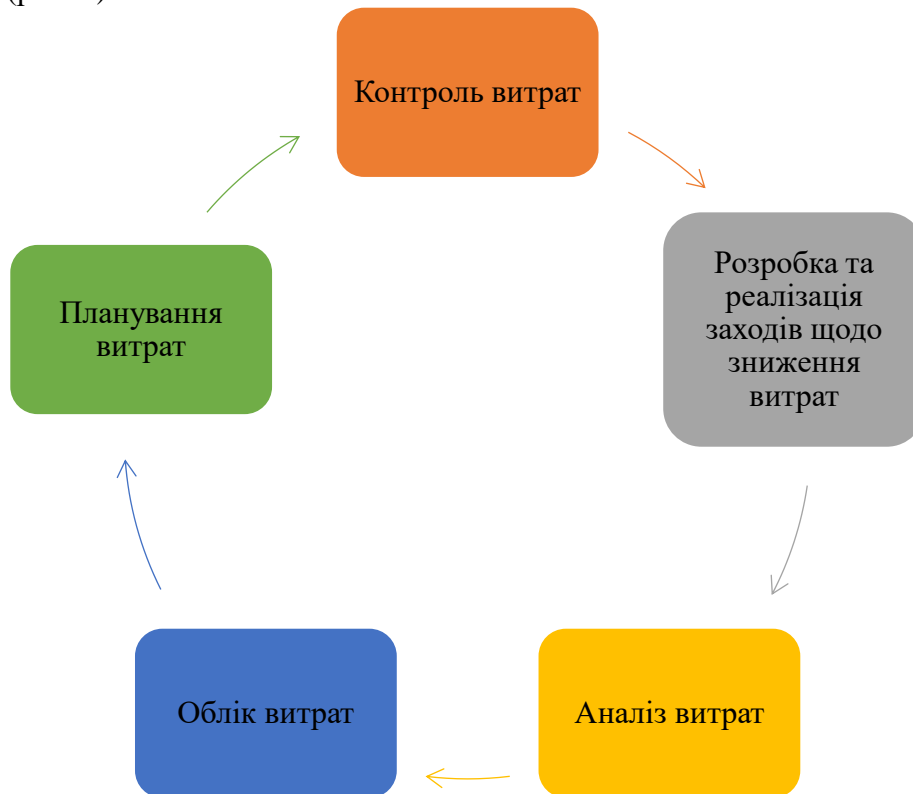 Контроль витрат
Розробка та
реалізація
заходів щодо
зниження
витрат
Планування
витрат
Облік витрат
Аналіз витрат